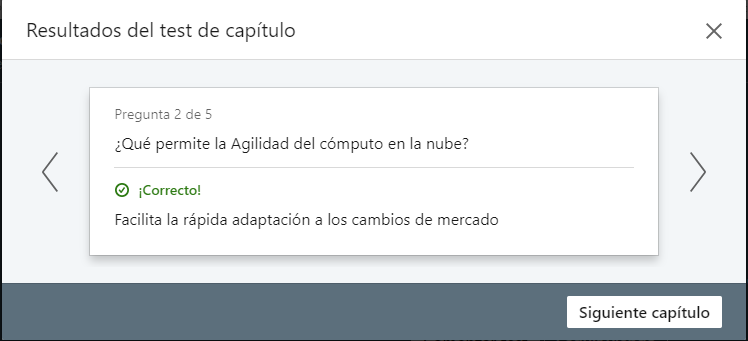 Resultados del test de capítulo
Pregunta 2 de 5
¿Qué permite la Agilidad del cómputo en la nube?
¡Correcto!
Facilita la rápida adaptación a los cambios de mercado
Siguiente capítulo